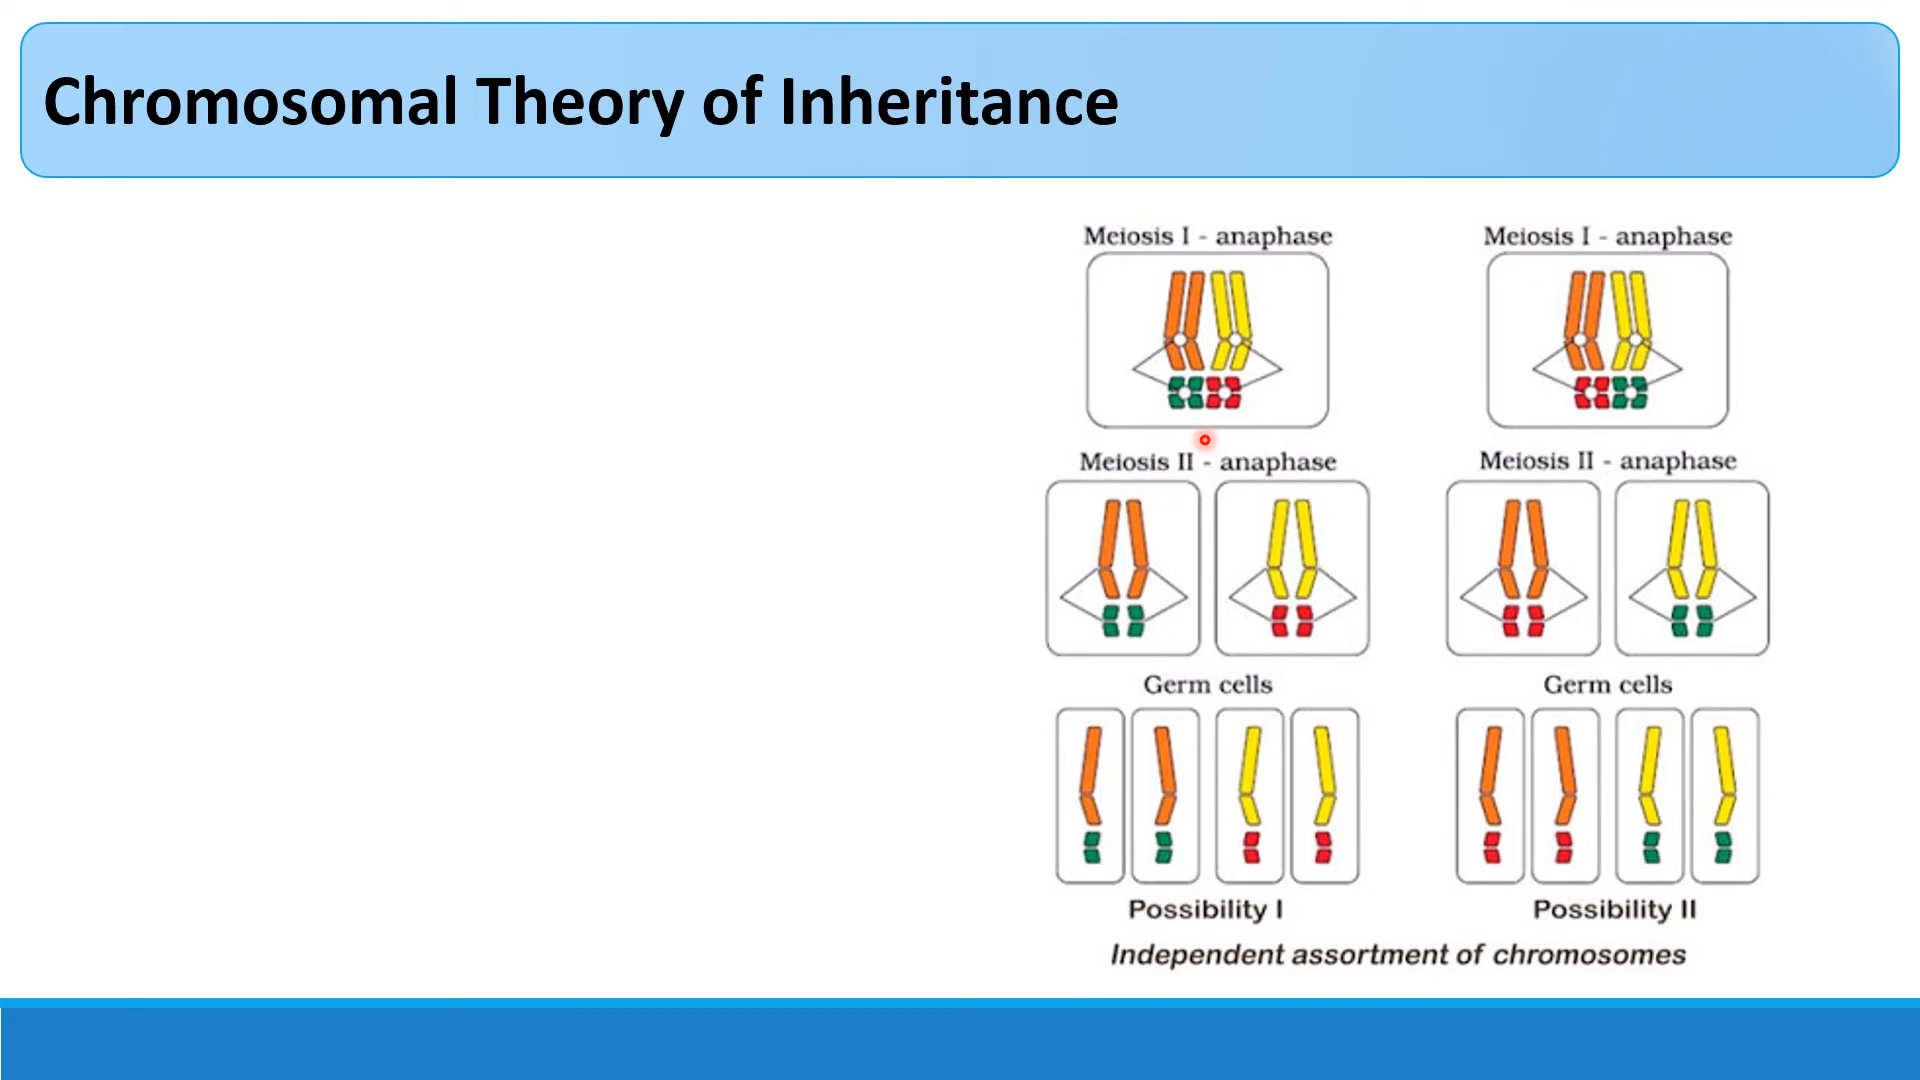 Chromosomal Theory of Inheritance
Meiosis I - anaphase
Meiosis I - anaphase
Meiosis II - anaphase
Meiosis II - anaphase
Germ cells
Germ cells
Possibility I
Possibility II
Independent assortment of chromosomes